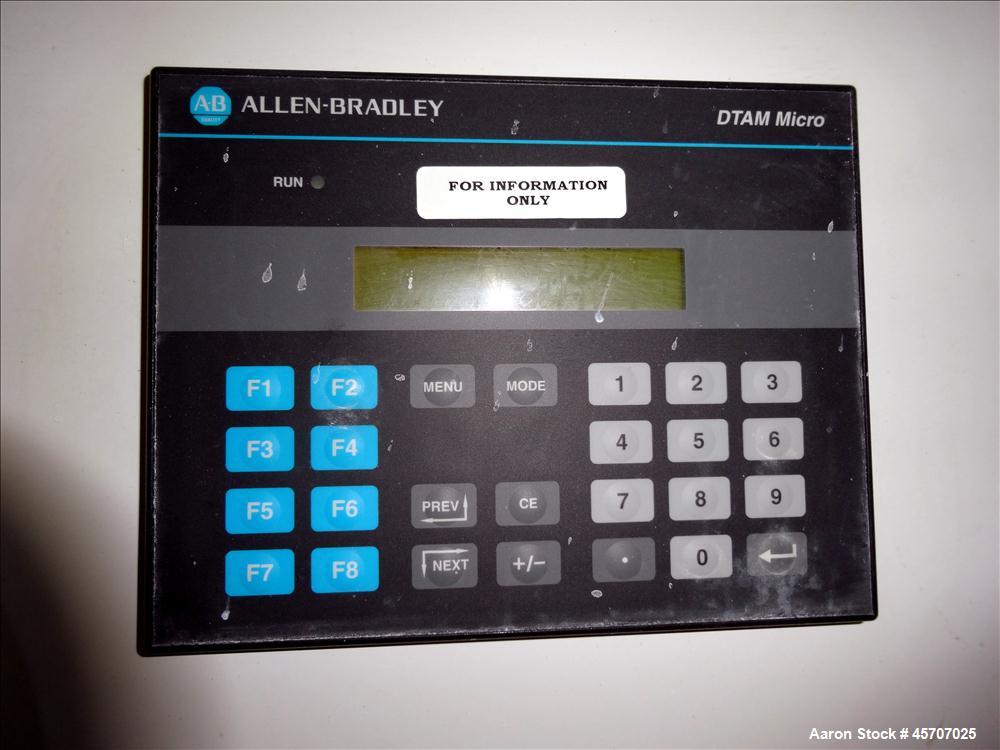 A-B ALLEN-BRADLEY
QUALITY
DTAM Micro
RUN
FOR INFORMATION
ONLY
F1 F2 MENU MODE 1 2 3
F3 F4 4 5 6
F5 F6 PREV CE 7 8 9
F7 F8 NEXT +/- . 0
Aaron Stock # 45707025